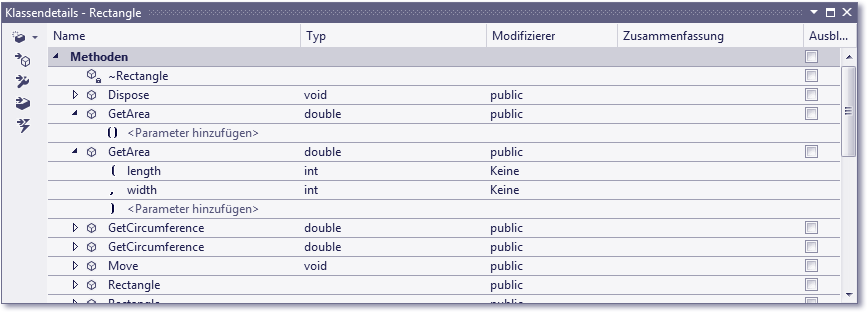 Klassendetails - Rectangle
Name Typ Modifizierer Zusammenfassung Ausbl...
Methoden
~Rectangle
Dispose void public
GetArea double public
() <Parameter hinzufügen>
GetArea double public
( length int Keine
, width int Keine
) <Parameter hinzufügen>
GetCircumference double public
GetCircumference double public
Move void public
Rectangle public
Rectangle public